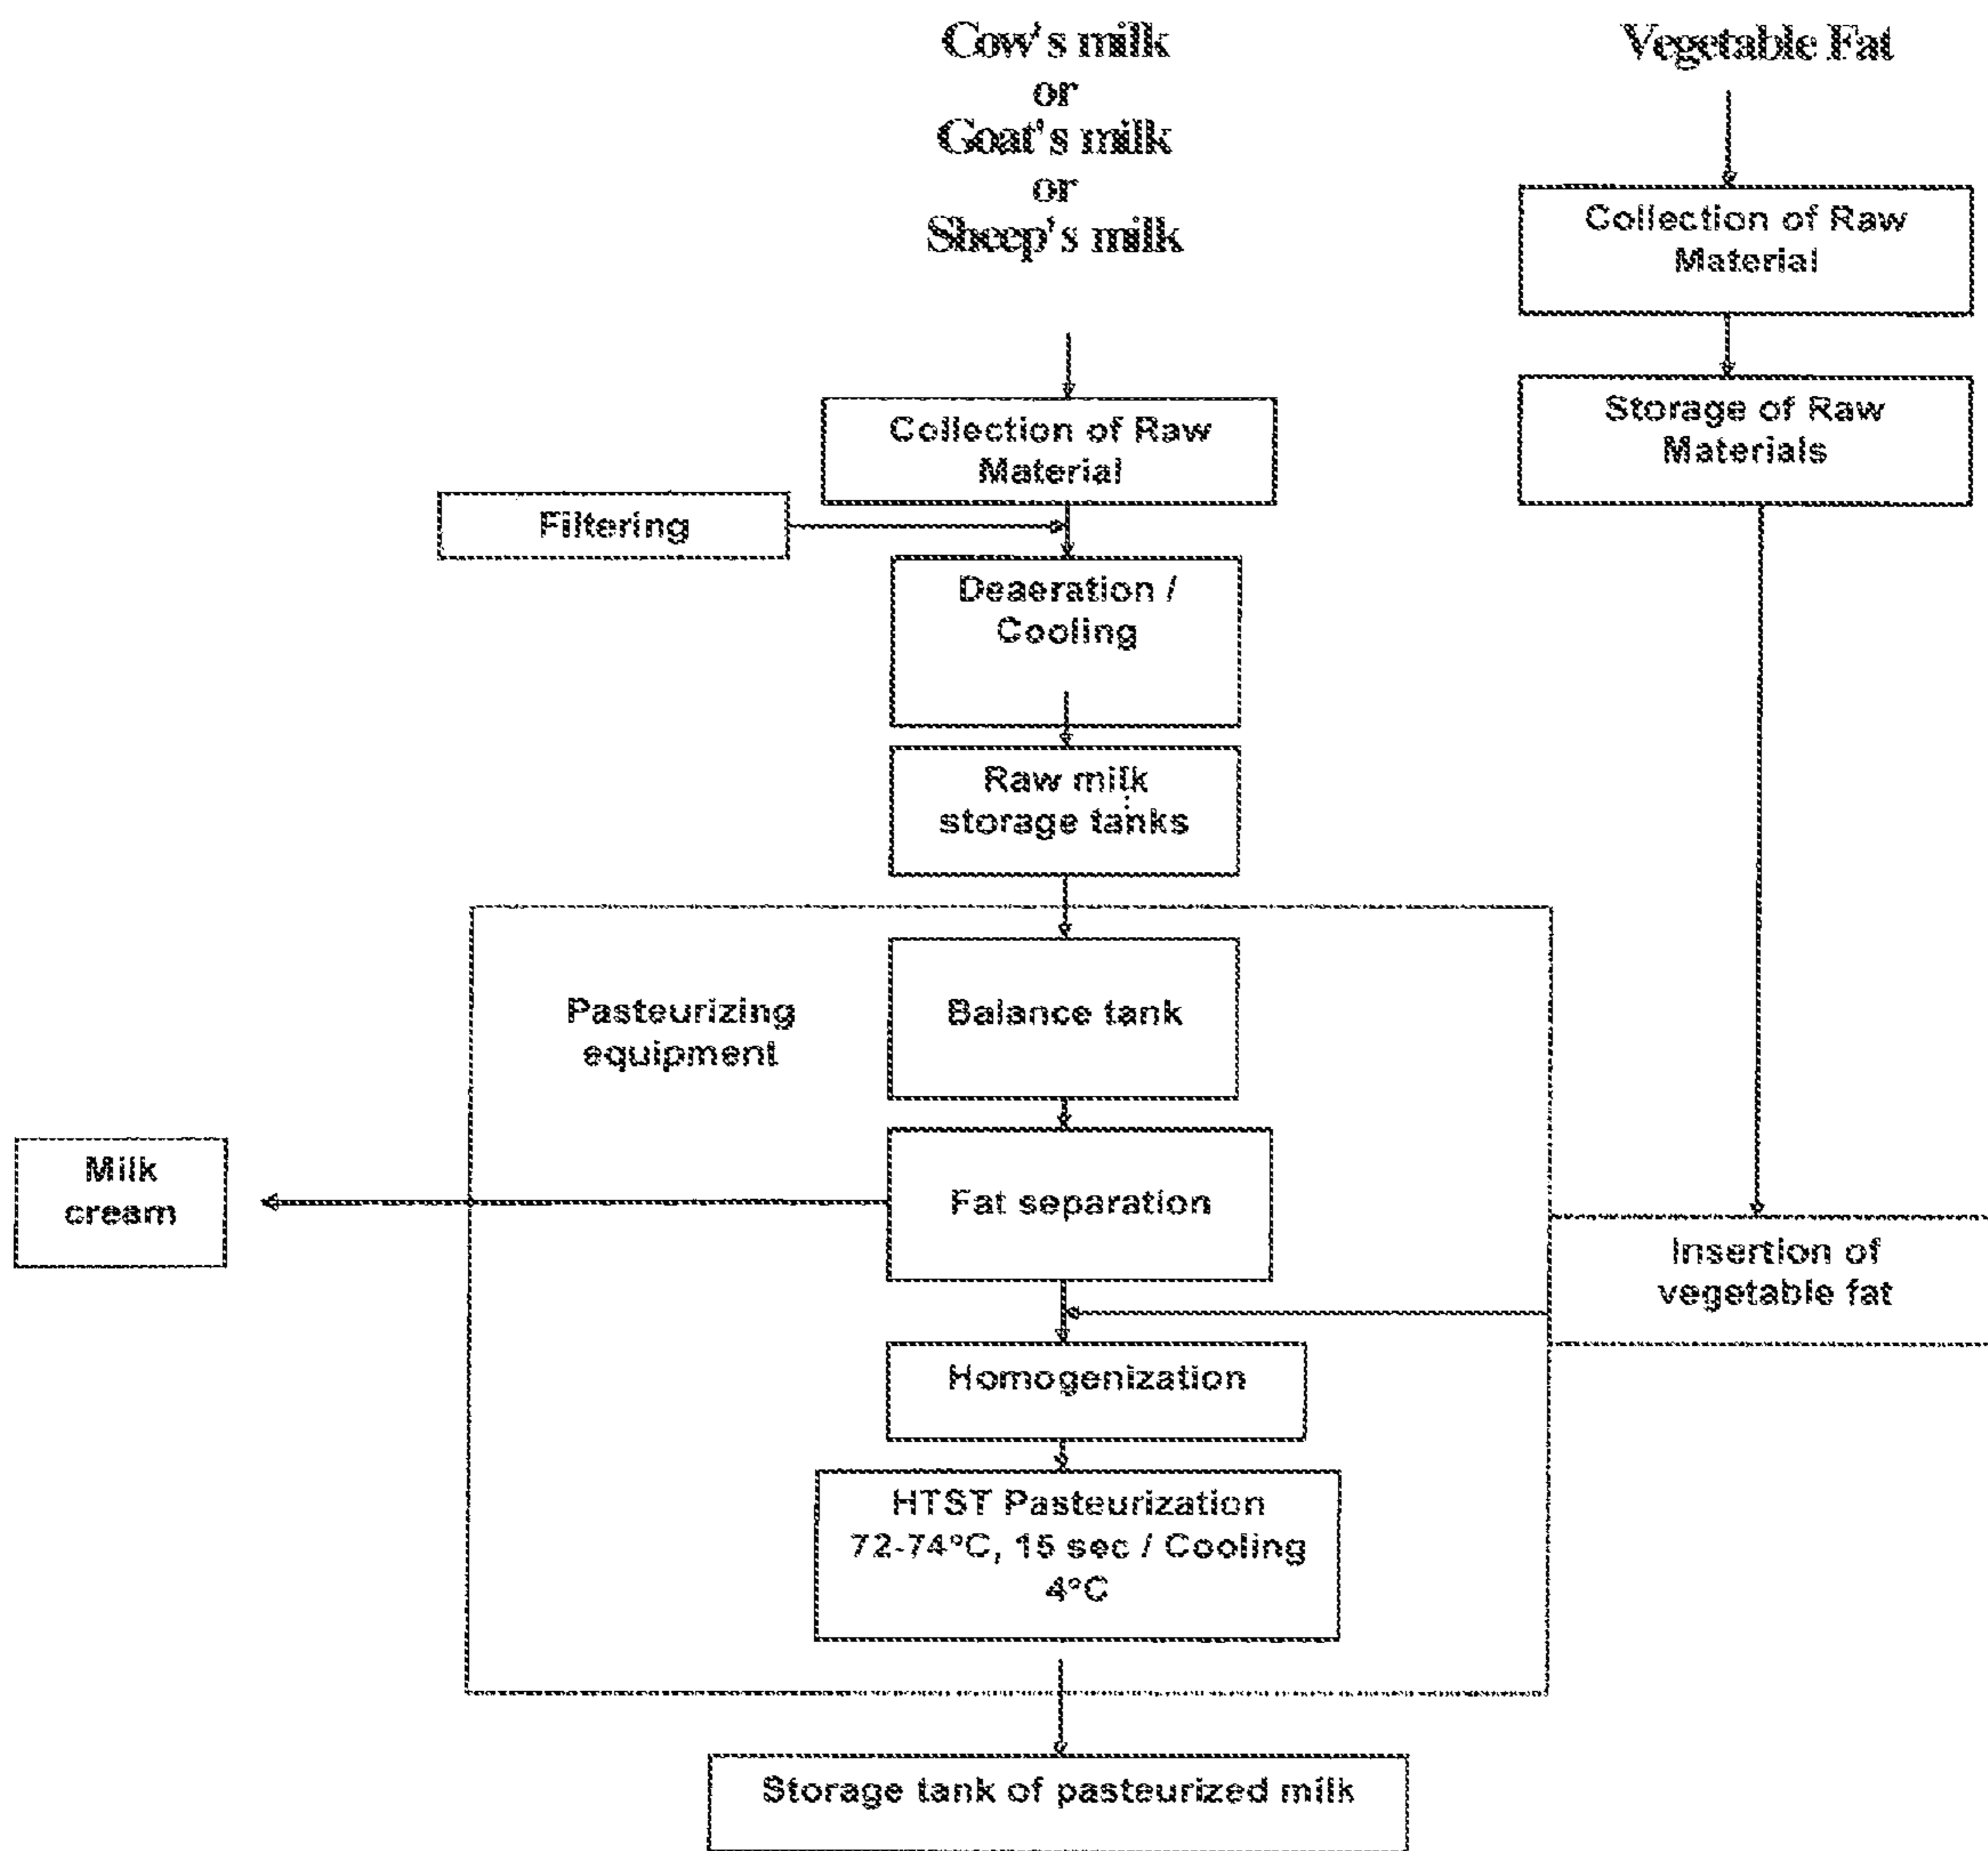 Cow's milk
or
Goat's milk
or
Sheep's milk
Vegetable Fat
Collection of Raw
Material
Storage of Raw
Materials
Collection of Raw
Material
Filtering
Deaeration /
Cooling
Raw milk
storage tanks
Pasteurizing
equipment
Balance tank
Milk
cream
Fat separation
Insertion of
vegetable fat
Homogenization
HTST Pasteurization
72-74°C, 15 sec / Cooling
4°C
Storage tank of pasteurized milk